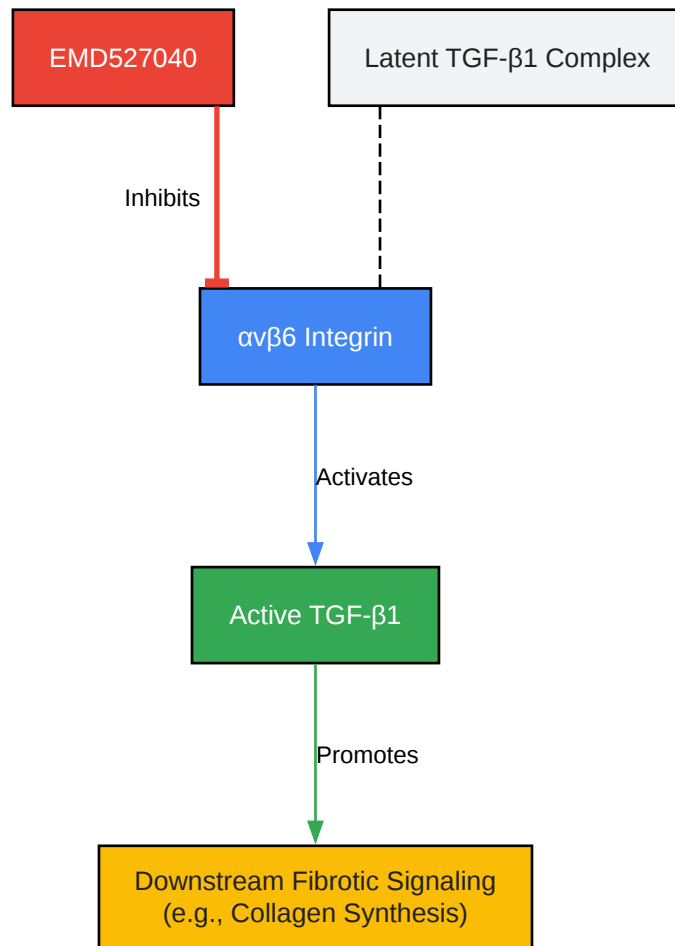 EMD527040
Latent TGF-β1 Complex
Inhibits
αvβ6 Integrin
Activates
Active TGF-β1
Promotes
Downstream Fibrotic Signaling
(e.g., Collagen Synthesis)